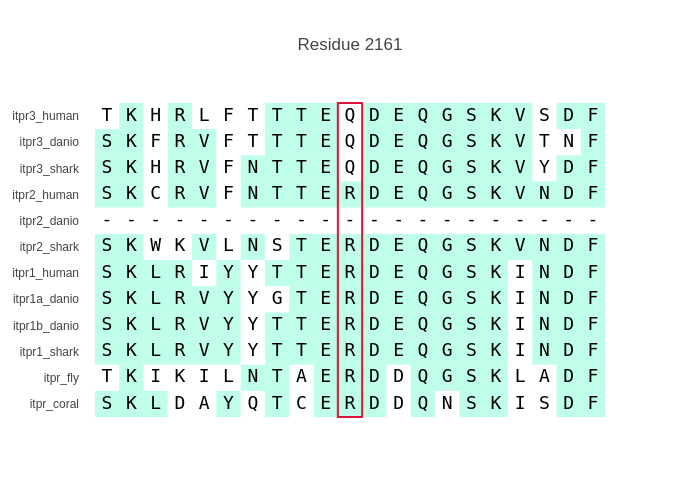 Residue 2161
itpr3_human T K H R L F T T T E Q D E Q G S K V S D F
itpr3_danio S K F R V F T T T E Q D E Q G S K V T N F
itpr3_shark S K H R V F N T T E Q D E Q G S K V Y D F
itpr2_human S K C R V F N T T E R D E Q G S K V N D F
itpr2_danio - - - - - - - - - - - - - - - - - - - - -
itpr2_shark S K W K V L N S T E R D E Q G S K V N D F
itpr1_human S K L R I Y Y T T E R D E Q G S K I N D F
itpr1a_danio S K L R V Y Y G T E R D E Q G S K I N D F
itpr1b_danio S K L R V Y Y T T E R D E Q G S K I N D F
itpr1_shark S K L R V Y Y T T E R D E Q G S K I N D F
itpr_fly T K I K I L N T A E R D D Q G S K L A D F
itpr_coral S K L D A Y Q T C E R D D Q N S K I S D F